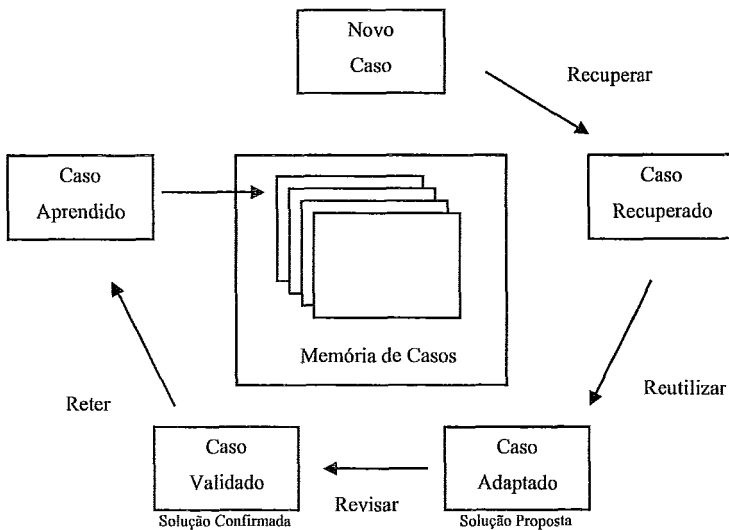 Novo
Caso
Recuperar
Caso
Aprendido
Caso
Recuperado
Memória de Casos
Reter
Reutilizar
Caso
Validado
Revisar
Caso
Adaptado
Solução Confirmada
Solução Proposta